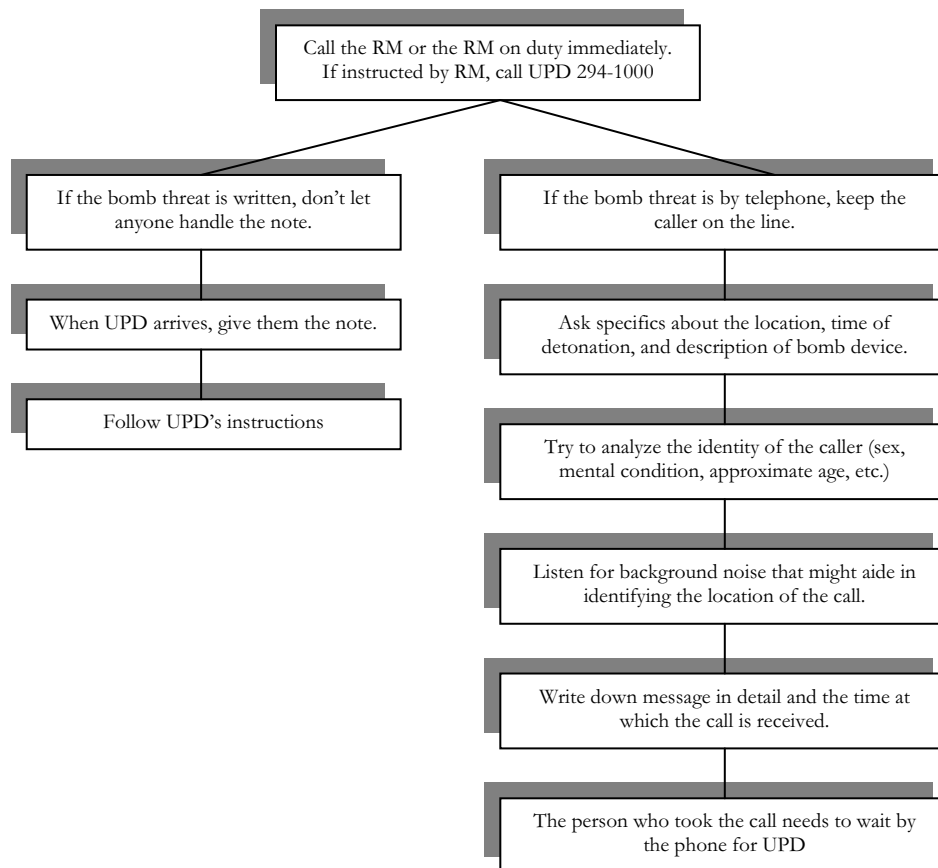 Call the RM or the RM on duty immediately.
If instructed by RM, call UPD 294-1000
If the bomb threat is written, don’t let
anyone handle the note.
When UPD arrives, give them the note.
Follow UPD’s instructions
If the bomb threat is by telephone, keep the
caller on the line.
Ask specifics about the location, time of
detonation, and description of bomb device.
Try to analyze the identity of the caller (sex,
mental condition, approximate age, etc.)
Listen for background noise that might aide in
identifying the location of the call.
Write down message in detail and the time at
which the call is received.
The person who took the call needs to wait by
the phone for UPD